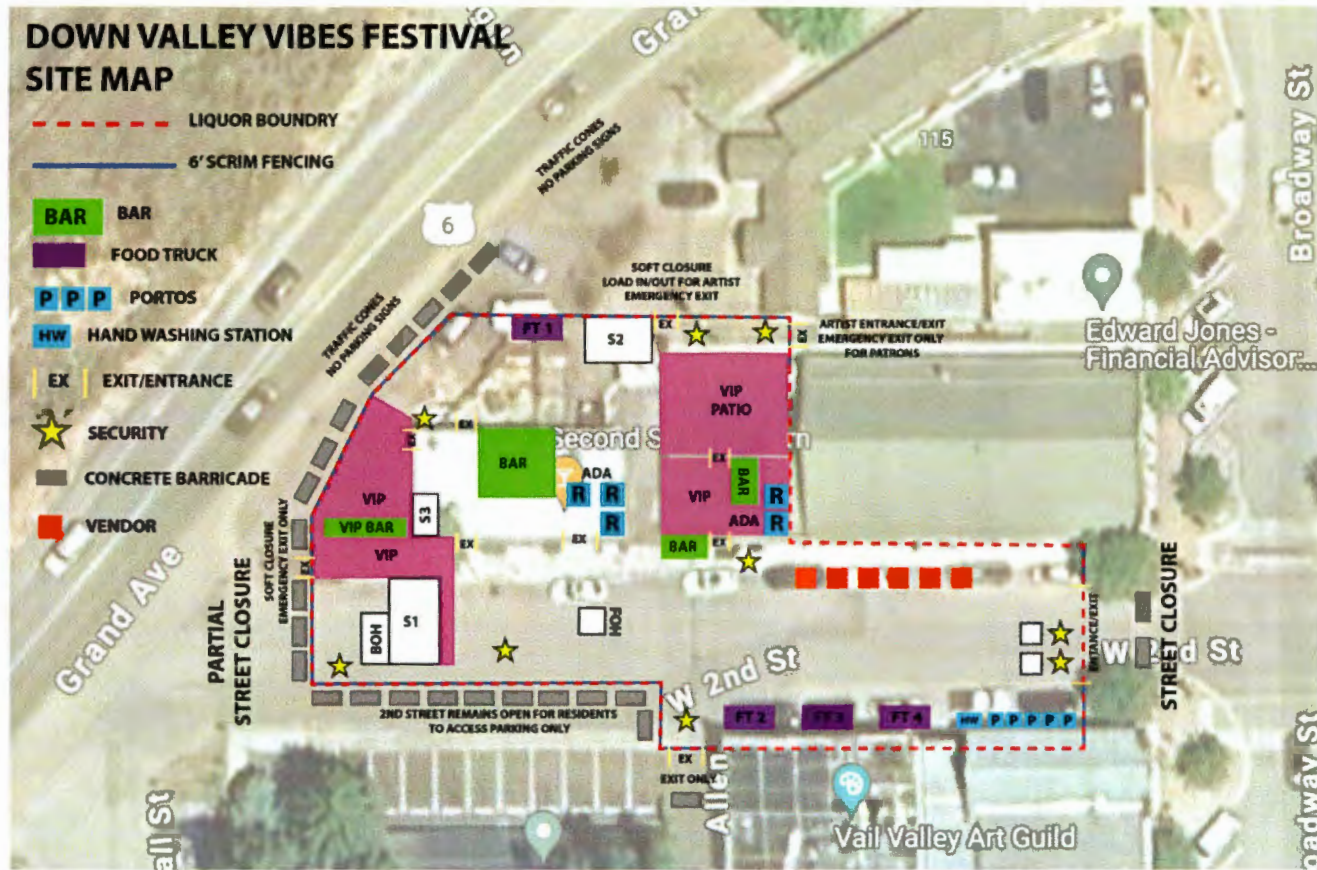 DOWN VALLEY VIBES FESTIVAL
SITE MAP
LIQUOR BOUNDRY
6' SCRIM FENCING
BAR BAR
FOOD TRUCK
P P P PORTOS
HW HAND WASHING STATION
EX EXIT/ENTRANCE
SECURITY
CONCRETE BARRICADE
VENDOR
TRAFFIC CONES
NO PARKING SIGNS
6
115
Broadway St
Edward Jones -
Financial Advisor:...
SOFT CLOSURE
LOAD IN/OUT FOR ARTIST
EMERGENCY EXIT
ARTIST ENTRANCE/EXIT
EMERGENCY EXIT ONLY
FOR PATRONS
TRAFFIC CONES
NO PARKING SIGNS
FT 1
S2
EX
EX
VIP
PATIO
EX
EX
BAR
Second S
ADA
R R
R
EX
VIP
BAR
R
ADA
R
VIP
S3
VIP BAR
VIP
EX
EX
BAR
EX
SOFT CLOSURE
EMERGENCY EXIT ONLY
EX
Grand Ave
PARTIAL
STREET CLOSURE
BOH
S1
FOH
ENTANCE/EXIT
STREET CLOSURE
W 2nd St
W 2nd St
2ND STREET REMAINS OPEN FOR RESIDENTS
TO ACCESS PARKING ONLY
FT 2
FT 3
FT 4
HW P P P P P
EX
EXIT ONLY
Allen
Vail Valley Art Guild
all St
roadway St